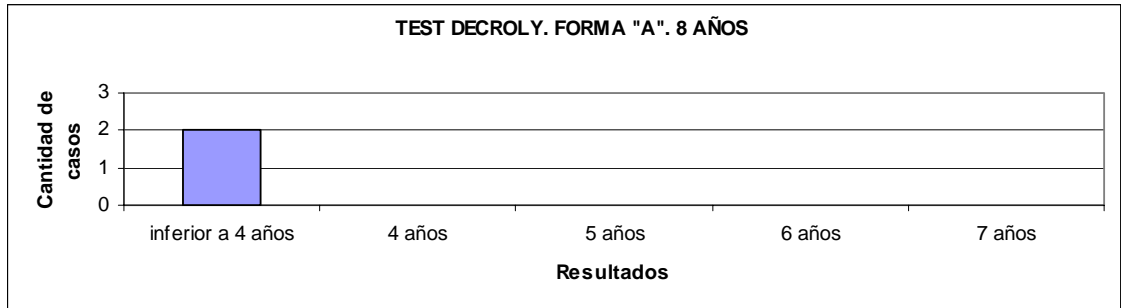 TEST DECROLY. FORMA "A". 8 AÑOS
Cantidad de
casos
3
2
1
0
inferior a 4 años
4 años
5 años
6 años
7 años
Resultados